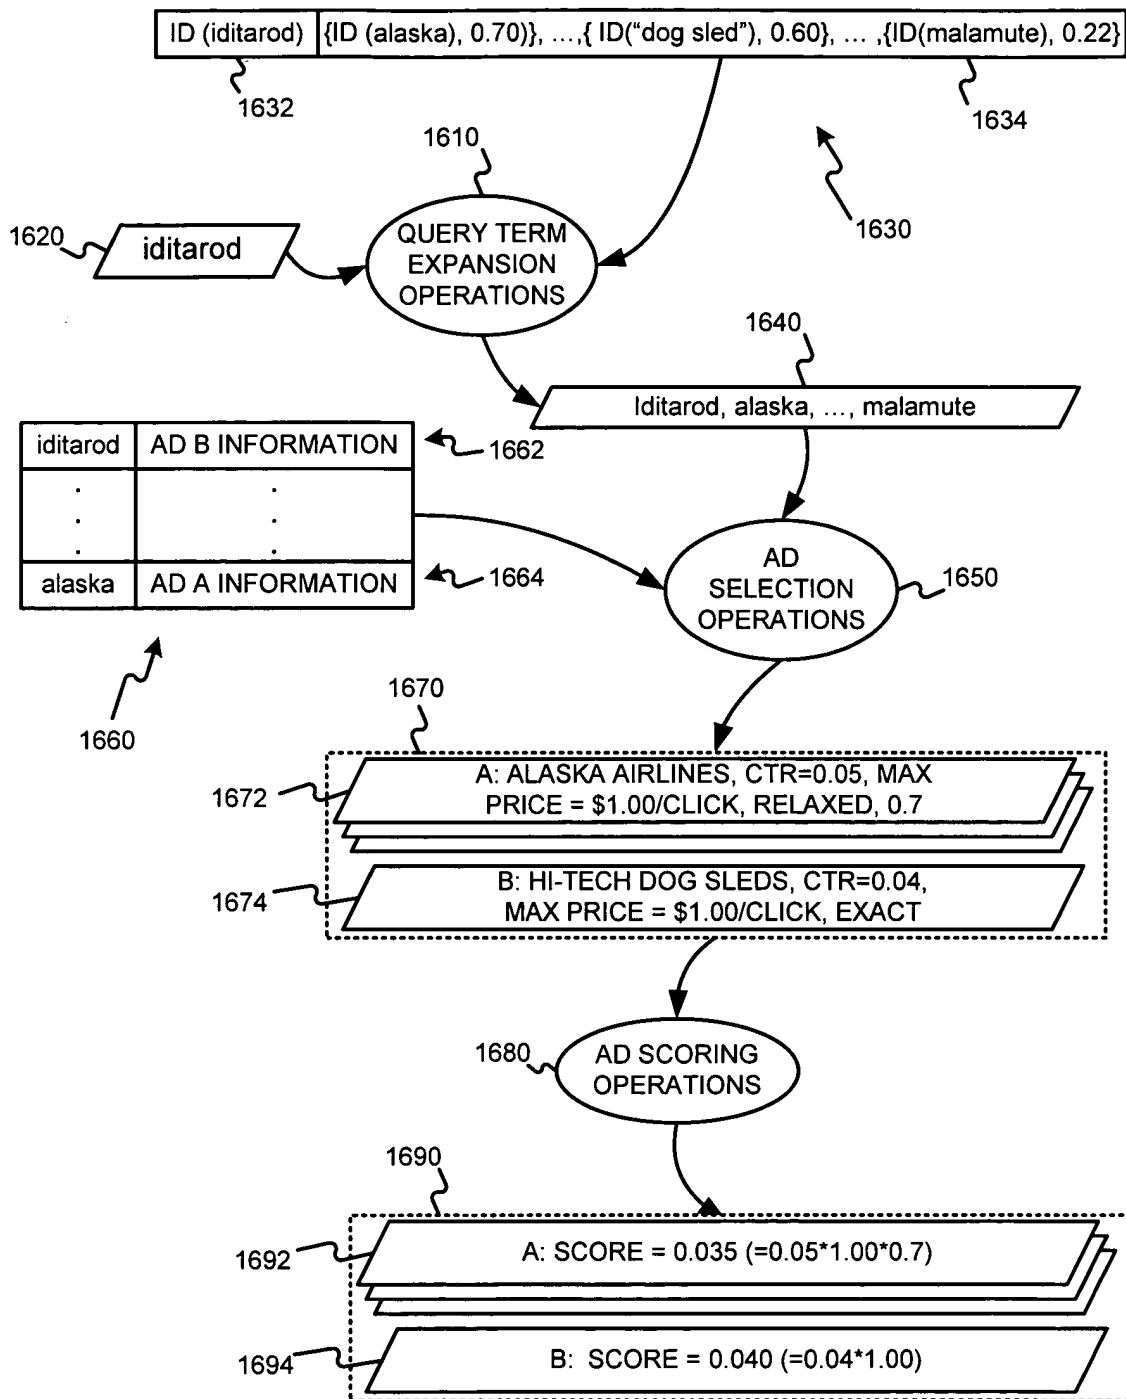 ID (iditarod) {ID (alaska), 0.70)}, ...,{ ID("dog sled"), 0.60}, ... ,{ID(malamute), 0.22}
1632
1634
1610
1630
1620
iditarod
QUERY TERM
EXPANSION
OPERATIONS
1640
Iditarod, alaska, ..., malamute
iditarod AD B INFORMATION
1662
. .
. .
. .
alaska AD A INFORMATION
1664
AD
SELECTION
OPERATIONS
1650
1660
1670
1672
A: ALASKA AIRLINES, CTR=0.05, MAX
PRICE = $1.00/CLICK, RELAXED, 0.7
1674
B: HI-TECH DOG SLEDS, CTR=0.04,
MAX PRICE = $1.00/CLICK, EXACT
1680
AD SCORING
OPERATIONS
1690
1692
A: SCORE = 0.035 (=0.05*1.00*0.7)
1694
B: SCORE = 0.040 (=0.04*1.00)